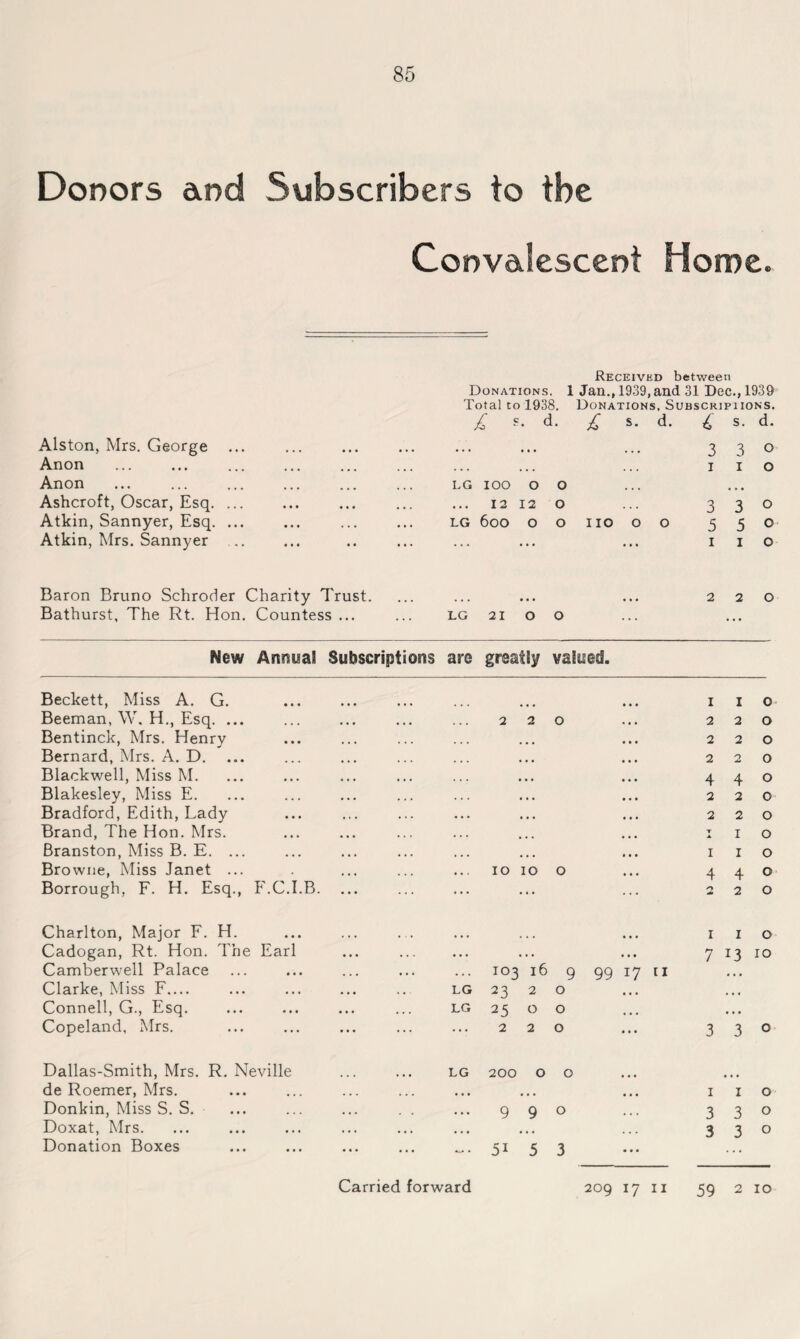 85
Donors and Subscribers to the
Convalescent Home.
Received between
Donations. 1 Jan., 1939, and 31 Dec., 1939
Total to 1938. Donations. Subscriptions.
£ s. d. £ s. d. £ s. d.
Alston, Mrs. George ... ... ... ... ... ... ... 3 3 0
Anon ... ... ... ... ... ... ... ... 1 1 0
Anon ... ... ... ... ... ... LG 100 0 0 ... ...
Ashcroft, Oscar, Esq. ... ... ... ... ... 12 12 0 ... 3 3 0
Atkin, Sannyer, Esq. ... ... ... ... LG 600 0 0 110 0 0 5 5 0
Atkin, Mrs. Sannyer ... ... .. ... ... ... ... 1 1 0
Baron Bruno Schroder Charity Trust. ... ... ... ... 2 2 0
Bathurst, The Rt. Hon. Countess ... ... LG 21 0 0 ... ...
New Annual Subscriptions are greatly valued.
Beckett, Miss A. G. ... ... ... ... ... ... 1 1 0
Beeman, W. H., Esq. ... ... ... ... ... 2 2 0 ... 2 2 0
Bentinck, Mrs. Henry ... ... ... ... ... ... 2 2 0
Bernard, Mrs. A. D. ... ... ... ... ... ... ... 2 2 0
Blackwell, Miss M. ... ... ... ... ... ... ... 4 4 0
Blakesley, Miss E. ... ... ... ... ... ... ... 2 2 0
Bradford, Edith, Lady ... ... ... ... ... ... 2 2 0
Brand, The Hon. Mrs. ... ... ... ... ... ... 1 1 0
Branston, Miss B. E. ... ... ... ... ... ... ... 1 1 0
Browne, Miss Janet ... . ... ... ... 10 10 0 ... 4 4 0
Borrough, F. H. Esq., F.C.I.B. ... ... ... ... ... 2 2 0
Charlton, Major F. H. ... ... . . ... ... ... 1 1 0
Cadogan, Rt. Hon. The Earl ... ... ... ... ... 7 13 10
Camberwell Palace ... ... ... ... ... 103 16 9 99 17 11 ...
Clarke, Miss F.... ... ... ... .. LG 23 2 0 ... ...
Connell, G., Esq. ... ... ... ... LG 25 0 0 ... ...
Copeland, Mrs. ... ... ... ... ... 2 2 0 ... 3 3 0
Dallas-Smith, Mrs. R. Neville ... ... LG 200 0 0 ... ...
de Roemer, Mrs. ... ... ... ... ... ... ... 1 1 0
Donkin, Miss S. S. ... ... ... . . ... 9 9 0 ... 3 3 0
Doxat, Mrs. ... ... ... ... ... ... ... ... 3 3 0
Donation Boxes ... ... ... ... ... 51 5 3 ... ...
Carried forward 209 17 11 59 2 10